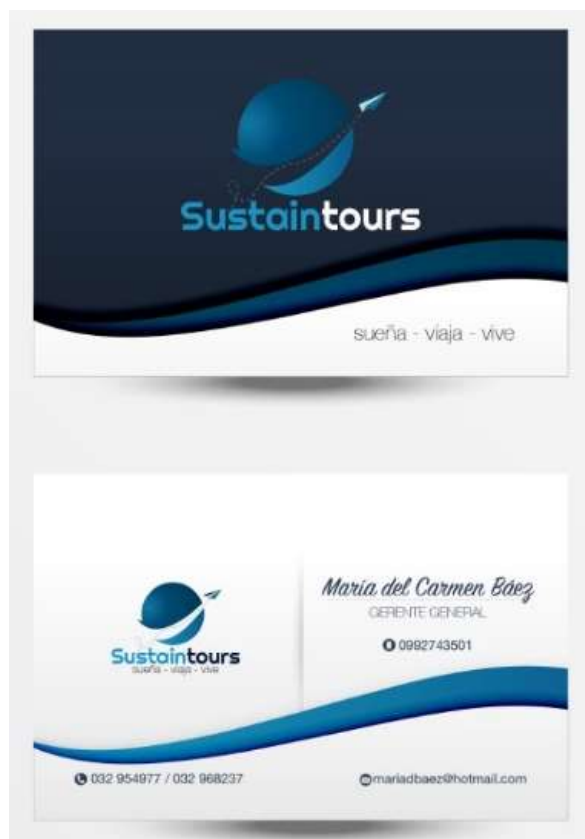 Sustaintours
sueña - viaja - vive
María del Carmen Báez
GERENTE GENERAL
0992743501
Sustaintours
sueña - viaja - vive
032 954977 / 032 968237
mariadbaez@hotmail.com